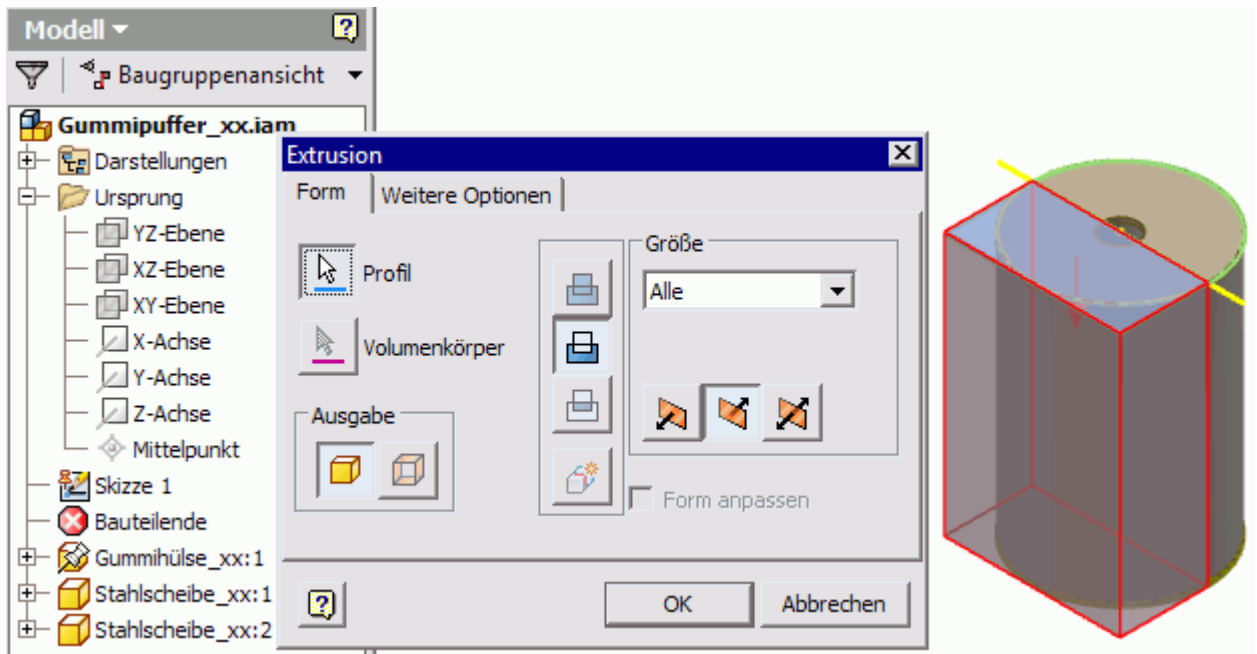 Modell
Baugruppenansicht
Gummipuffer_xx.iam
Darstellungen
Ursprung
YZ-Ebene
XZ-Ebene
XY-Ebene
X-Achse
Y-Achse
Z-Achse
Mittelpunkt
Skizze 1
Bauteilende
Gummihülse_xx:1
Stahlscheibe_xx:1
Stahlscheibe_xx:2
Extrusion
Form
Weitere Optionen
Profil
Volumenkörper
Ausgabe
Größe
Alle
Form anpassen
OK
Abbrechen